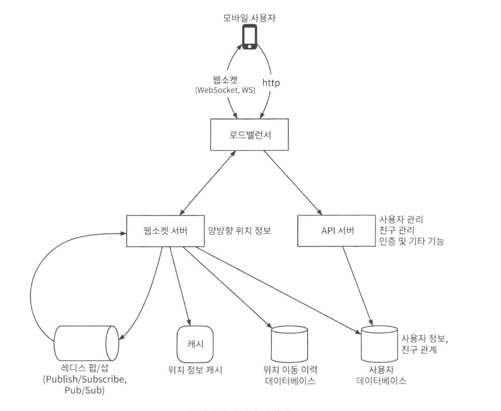 모바일 사용자
웹소켓
(WebSocket, WS)
http
로드밸런서
웹소켓 서버
양방향 위치 정보
API 서버
사용자 관리
친구 관리
인증 및 기타 기능
레디스 펍/섭
(Publish/Subscribe,
Pub/Sub)
캐시
위치 정보 캐시
위치 이동 이력
데이터베이스
사용자
데이터베이스
사용자 정보,
친구 관계